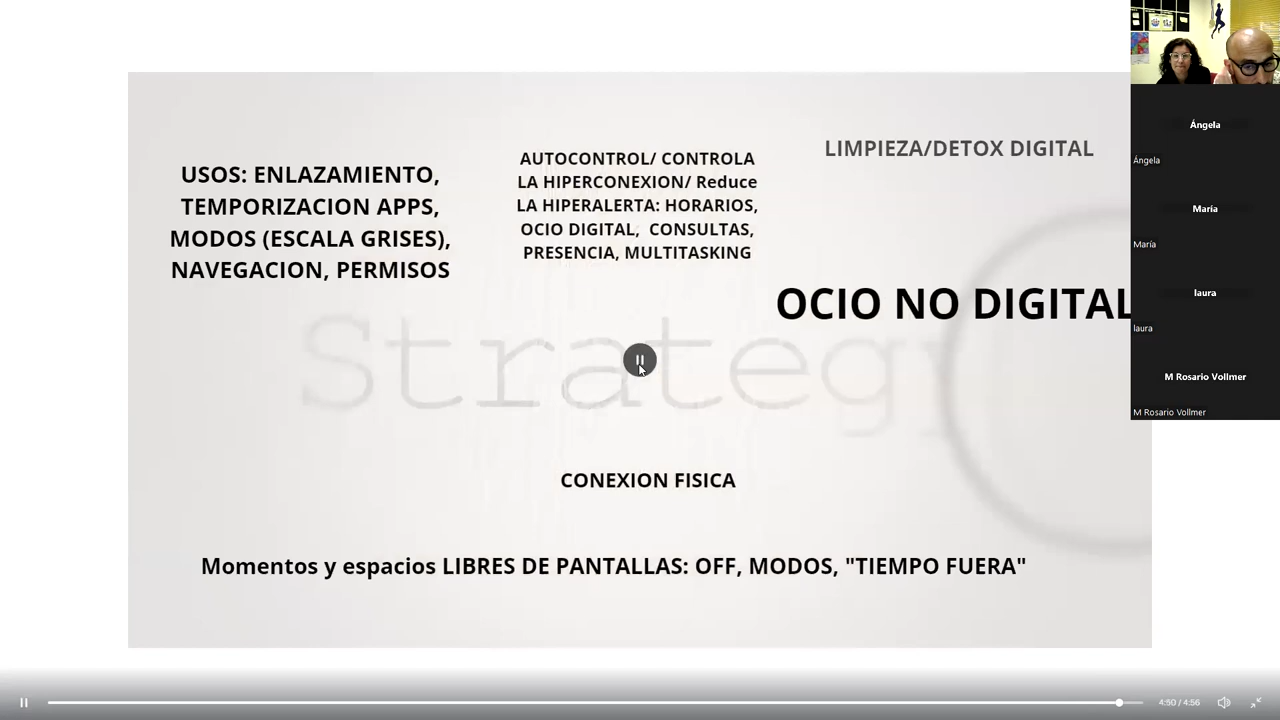 USOS: ENLAZAMIENTO,
TEMPORIZACION APPS,
MODOS (ESCALA GRISES),
NAVEGACION, PERMISOS
AUTOCONTROL/ CONTROLA
LA HIPERCONEXION/ Reduce
LA HIPERALERTA: HORARIOS,
OCIO DIGITAL, CONSULTAS,
PRESENCIA, MULTITASKING
LIMPIEZA/DETOX DIGITAL
OCIO NO DIGITAL
Strateg
CONEXION FISICA
Momentos y espacios LIBRES DE PANTALLAS: OFF, MODOS, "TIEMPO FUERA"
Ángela
Ángela
María
María
laura
laura
M Rosario Vollmer
M Rosario Vollmer
4:50 / 4:56